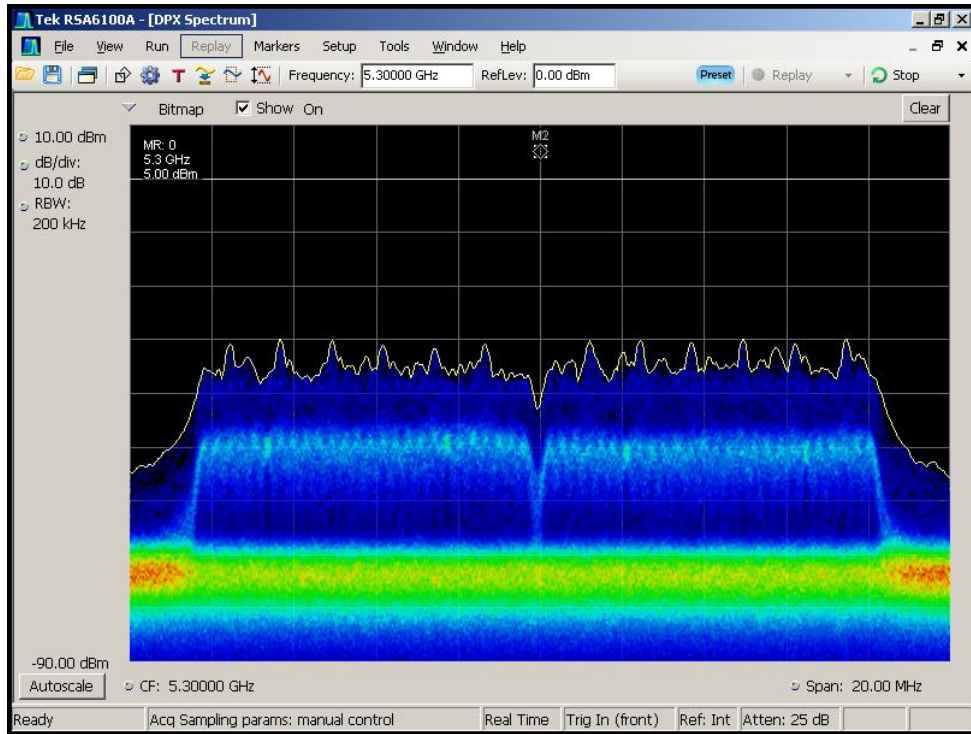 Tek RSA6100A - [DPX Spectrum]
File View Run Replay Markers Setup Tools Window Help
T Frequency: 5.30000 GHz RefLev: 0.00 dBm Preset Replay Stop
Bitmap Show On Clear
10.00 dBm
dB/div:
10.0 dB
RBW:
200 kHz
MR: 0
5.3 GHz
5.00 dBm
M2
-90.00 dBm
Autoscale CF: 5.30000 GHz Span: 20.00 MHz
Ready Acq Sampling params: manual control Real Time Trig In (front) Ref: Int Atten: 25 dB